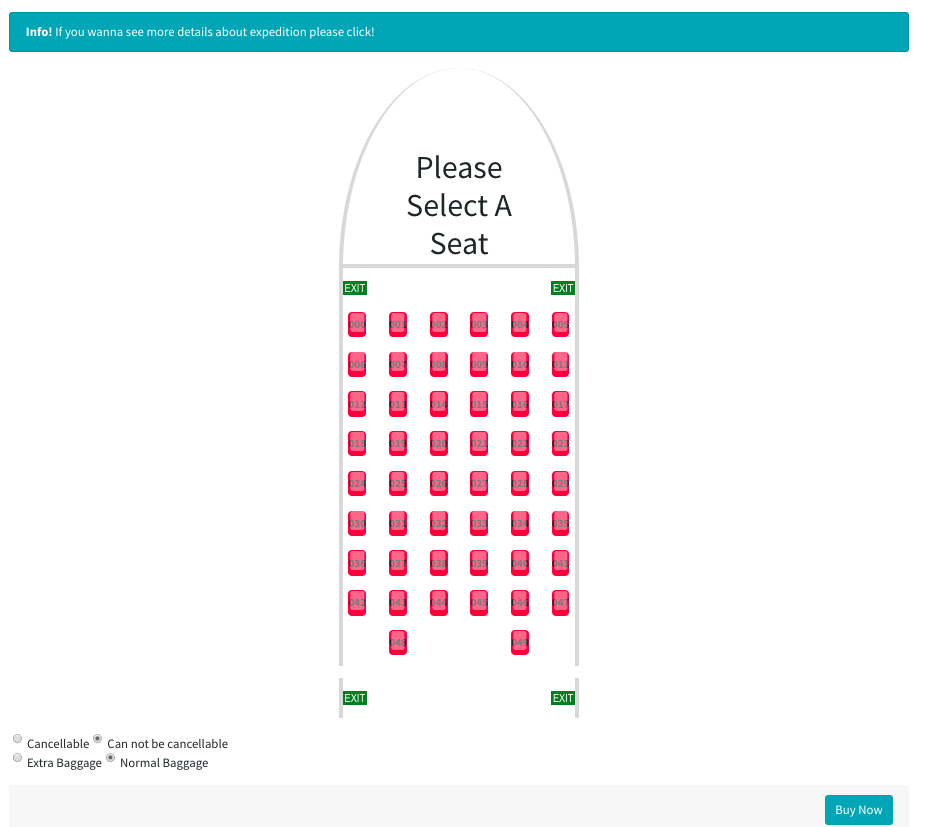 Info! If you wanna see more details about expedition please click!
Please
Select A
Seat
EXIT EXIT
000 001 002 003 004 005
006 007 008 009 010 011
012 013 014 015 016 017
018 019 020 021 022 023
024 025 026 027 028 029
030 031 032 033 034 035
036 037 038 039 040 041
042 043 044 045 046 047
048 049
EXIT EXIT
Cancellable Can not be cancellable
Extra Baggage Normal Baggage
Buy Now